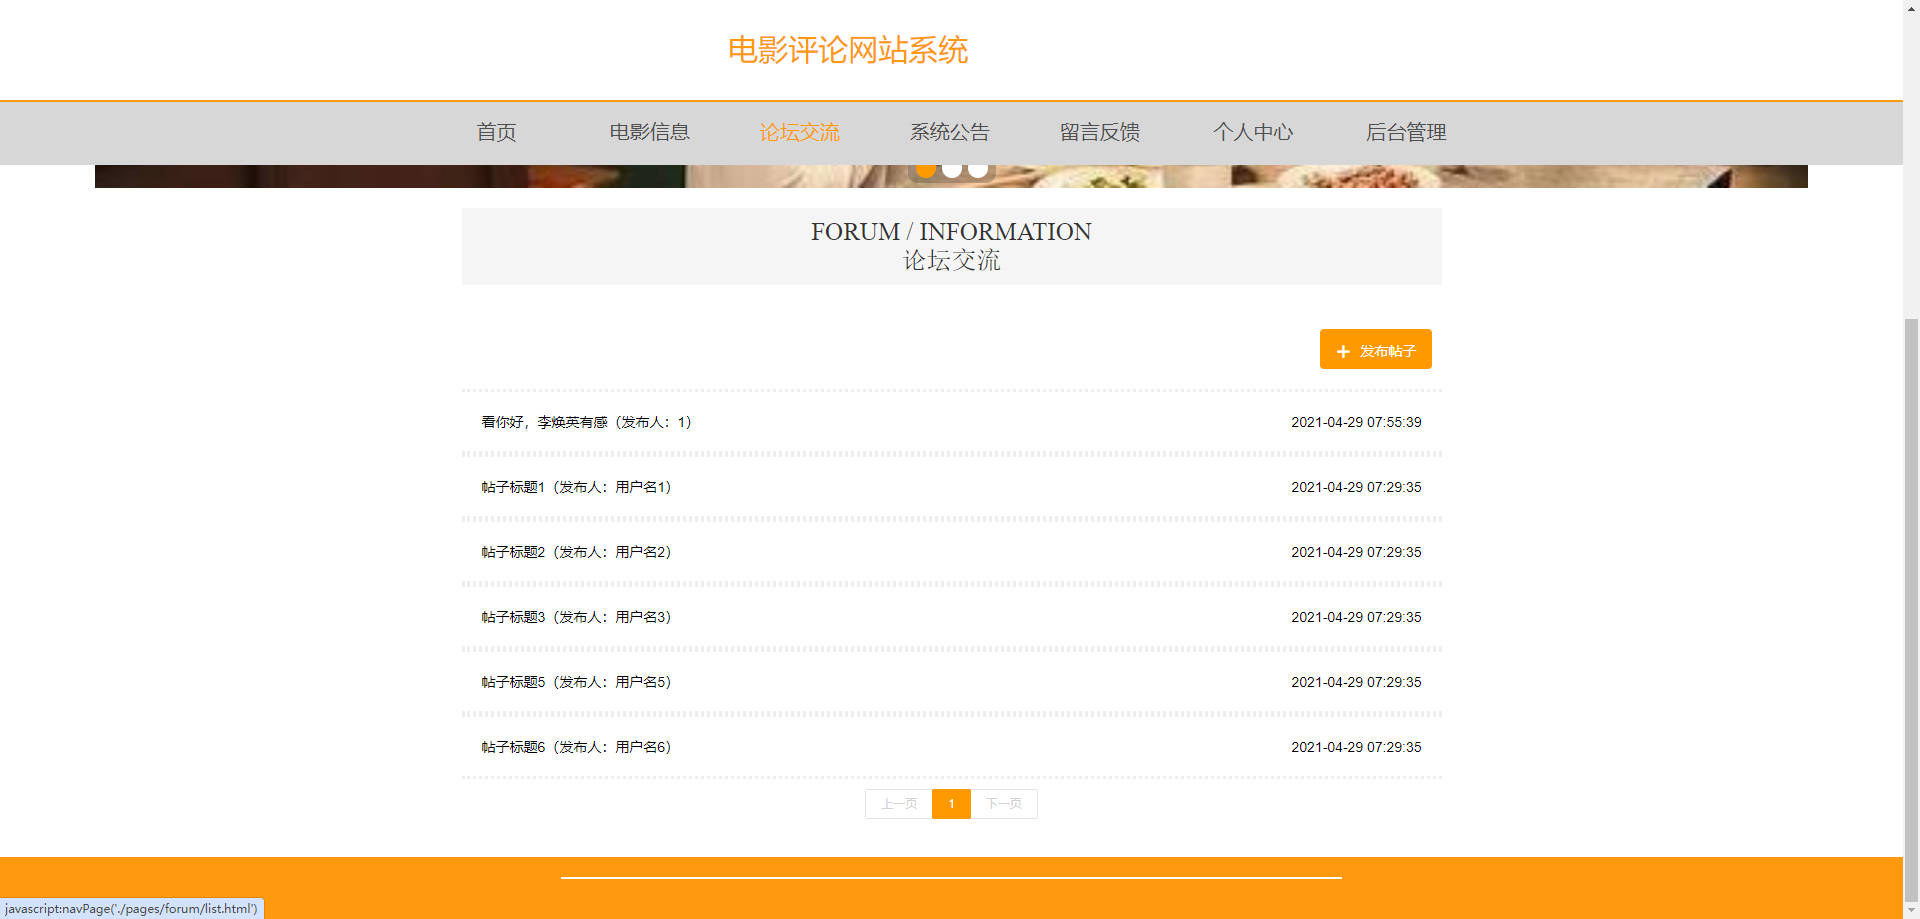 电影评论网站系统
首页 电影信息 论坛交流 系统公告 留言反馈 个人中心 后台管理
FORUM / INFORMATION
论坛交流
+ 发布帖子
看你好，李焕英有感（发布人：1） 2021-04-29 07:55:39
帖子标题1（发布人：用户名1） 2021-04-29 07:29:35
帖子标题2（发布人：用户名2） 2021-04-29 07:29:35
帖子标题3（发布人：用户名3） 2021-04-29 07:29:35
帖子标题5（发布人：用户名5） 2021-04-29 07:29:35
帖子标题6（发布人：用户名6） 2021-04-29 07:29:35
上一页 1 下一页
javascript:navPage('./pages/forum/list.html')